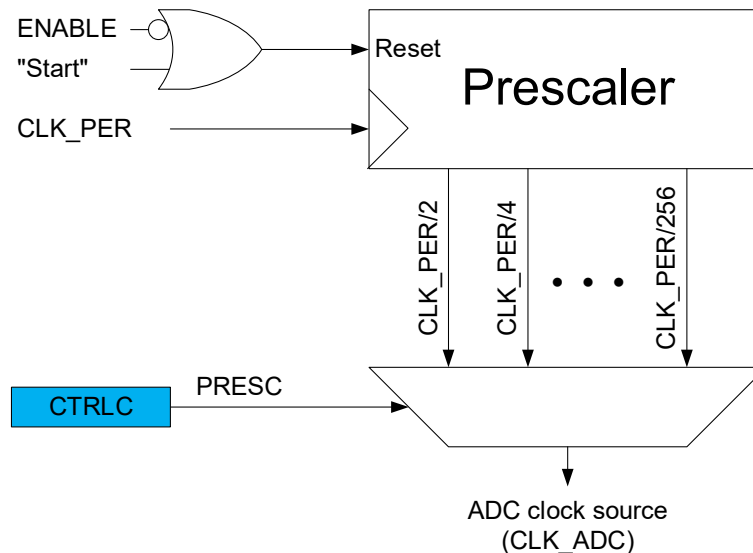 ENABLE
"Start"
Reset
Prescaler
CLK_PER
CLK_PER/2
CLK_PER/4
CLK_PER/256
CTRLC
PRESC
ADC clock source
(CLK_ADC)